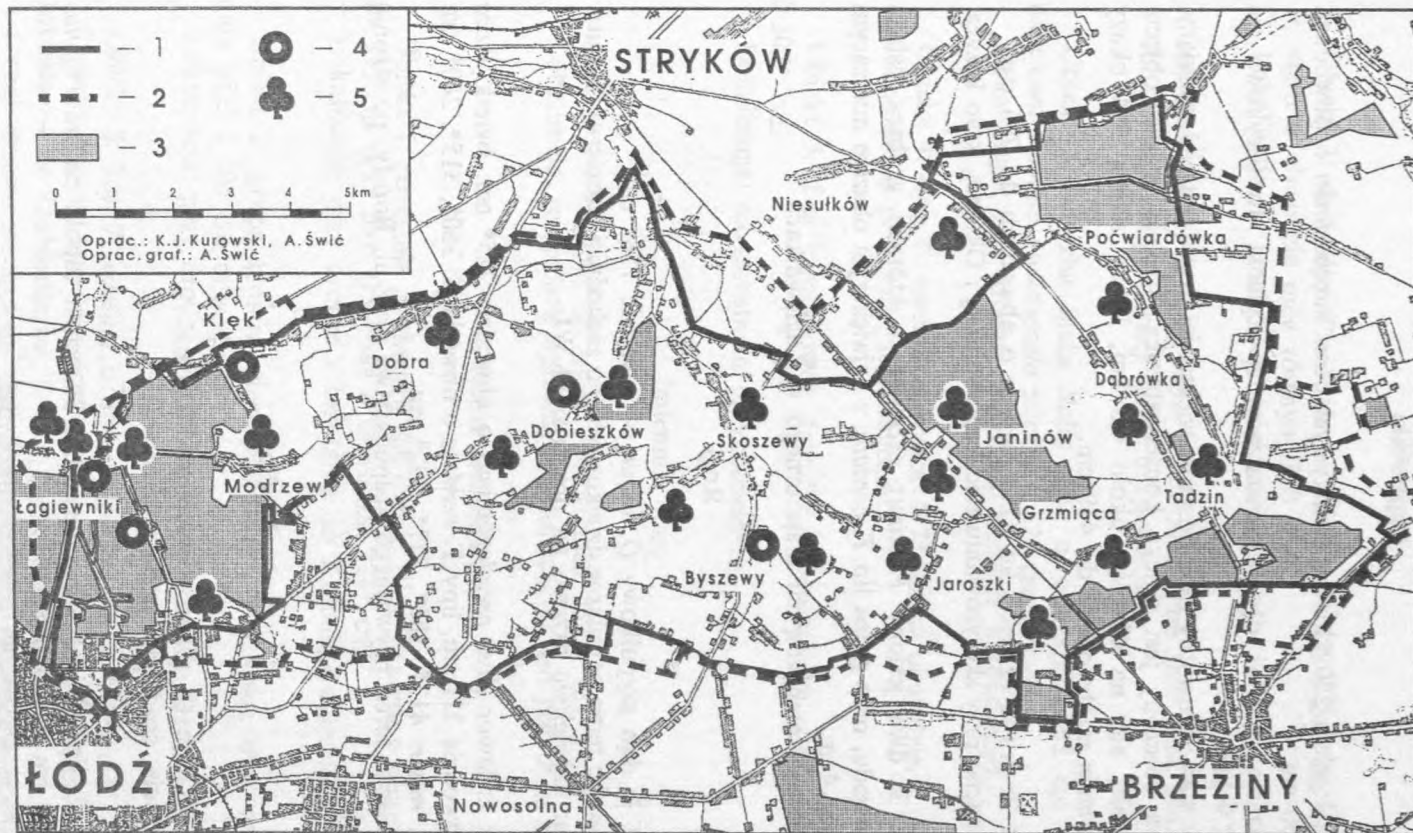 — 1
— 2
— 3
— 4
— 5
0 1 2 3 4 5km
Oprac.: K.J. Kurowski, A. Świć
Oprac. graf.: A. Świć
STRYKÓW
Niesułków
Poćwiardówka
Klęk
Dobra
Dąbrówka
Dobieszków
Skoszewy
Janinów
Modrzew
Łagiewniki
Tadzin
Grzmiąca
Byszewy
Jaroszki
ŁÓDŹ
Nowosolna
BRZEZINY